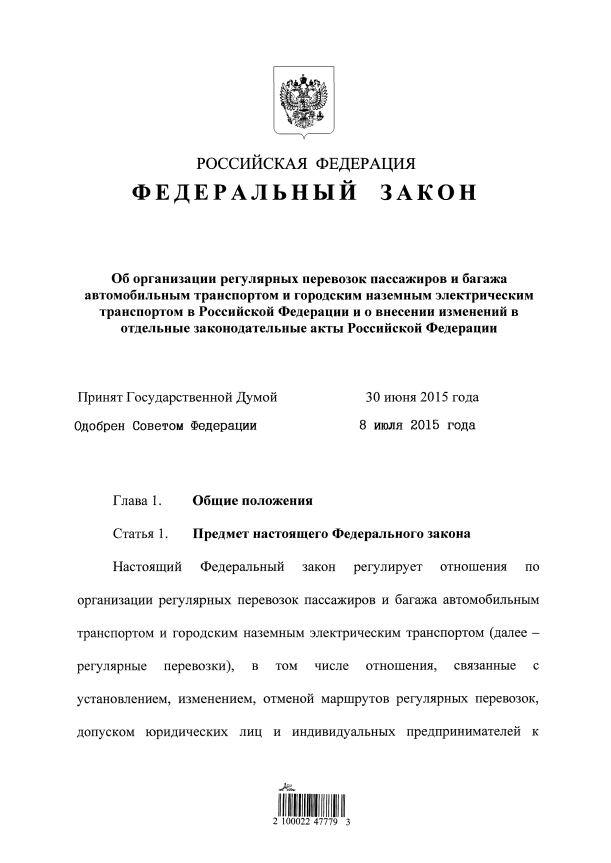 РОССИЙСКАЯ ФЕДЕРАЦИЯ
ФЕДЕРАЛЬНЫЙ ЗАКОН
Об организации регулярных перевозок пассажиров и багажа
автомобильным транспортом и городским наземным электрическим
транспортом в Российской Федерации и о внесении изменений в
отдельные законодательные акты Российской Федерации
Принят Государственной Думой 30 июня 2015 года
Одобрен Советом Федерации 8 июля 2015 года
Глава 1. Общие положения
Статья 1. Предмет настоящего Федерального закона
Настоящий Федеральный закон регулирует отношения по
организации регулярных перевозок пассажиров и багажа автомобильным
транспортом и городским наземным электрическим транспортом (далее –
регулярные перевозки), в том числе отношения, связанные с
установлением, изменением, отменой маршрутов регулярных перевозок,
допуском юридических лиц и индивидуальных предпринимателей к
2 100022 47779 3